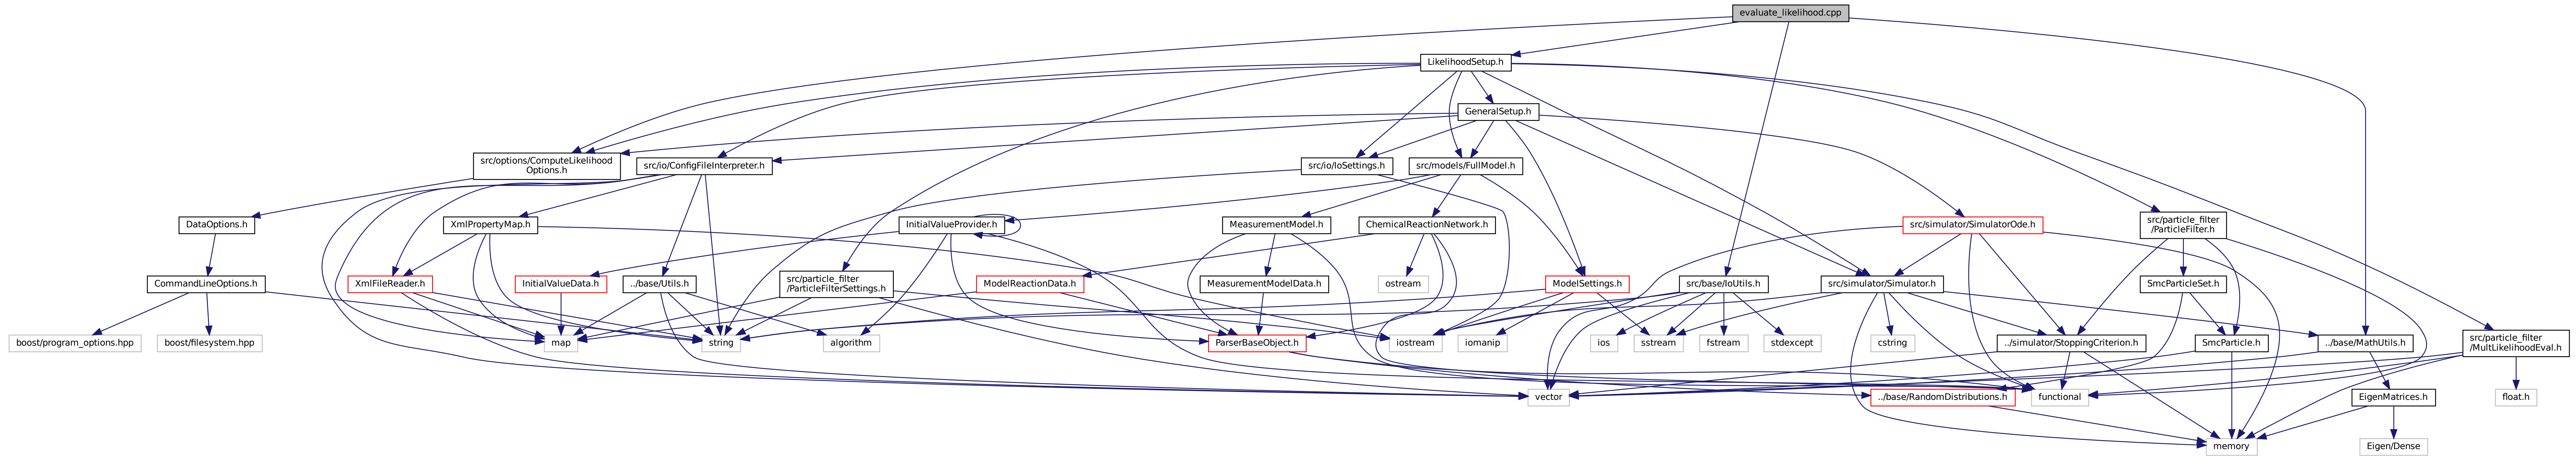 evaluate_likelihood.cpp
LikelihoodSetup.h
GeneralSetup.h
src/options/ComputeLikelihood
Options.h
src/io/ConfigFileInterpreter.h
src/io/IoSettings.h
src/models/FullModel.h
DataOptions.h
XmlPropertyMap.h
InitialValueProvider.h
MeasurementModel.h
ChemicalReactionNetwork.h
src/simulator/SimulatorOde.h
src/particle_filter
/ParticleFilter.h
CommandLineOptions.h
XmlFileReader.h
InitialValueData.h
../base/Utils.h
src/particle_filter
/ParticleFilterSettings.h
ModelReactionData.h
MeasurementModelData.h
ostream
ModelSettings.h
src/base/IoUtils.h
src/simulator/Simulator.h
SmcParticleSet.h
boost/program_options.hpp
boost/filesystem.hpp
map
string
algorithm
ParserBaseObject.h
iostream
iomanip
ios
sstream
fstream
stdexcept
cstring
../simulator/StoppingCriterion.h
SmcParticle.h
../base/MathUtils.h
src/particle_filter
/MultLikelihoodEval.h
vector
../base/RandomDistributions.h
functional
EigenMatrices.h
float.h
memory
Eigen/Dense